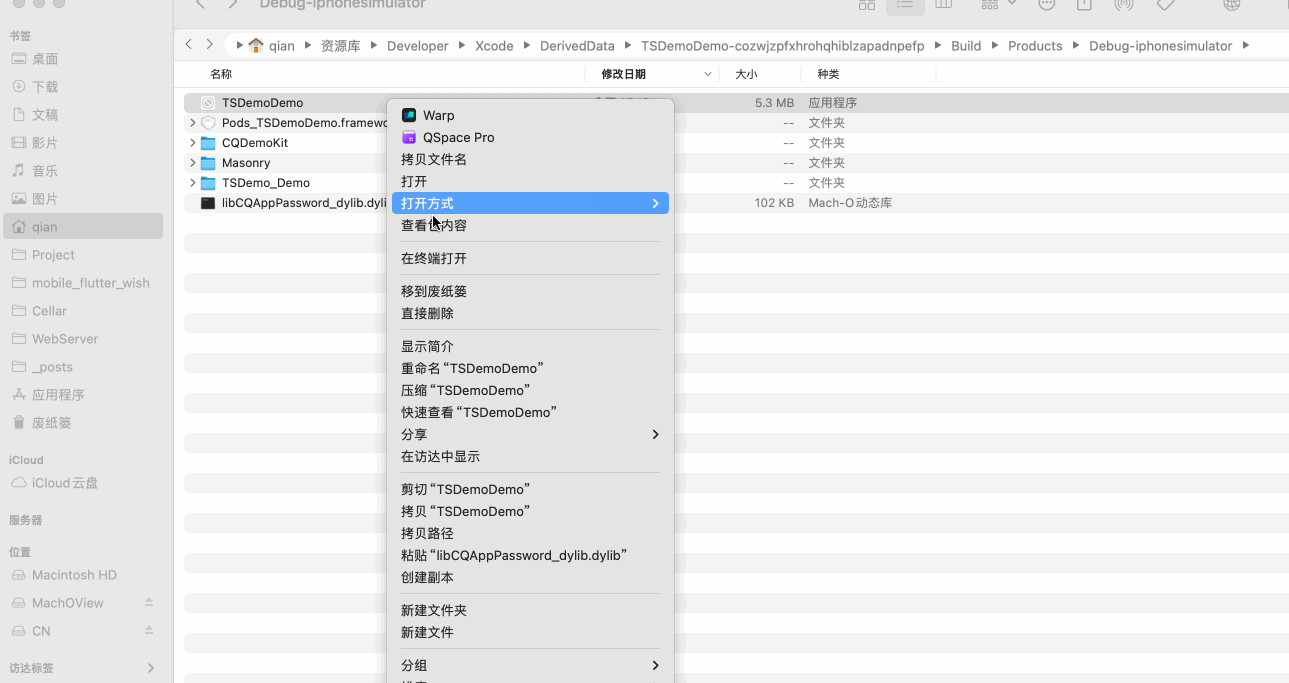 Debug-iphonesimulator
书签
桌面
下载
文稿
影片
音乐
图片
qian
Project
mobile_flutter_wish
Cellar
WebServer
_posts
应用程序
废纸篓
iCloud
iCloud云盘
服务器
位置
Macintosh HD
MachOView
CN
访达标签
qian 资源库 Developer Xcode DerivedData TSDemoDemo-cozwjzpfxhrohqhiblzapadnpefp Build Products Debug-iphonesimulator
名称 修改日期 大小 种类
TSDemoDemo 5.3 MB 应用程序
Pods_TSDemoDemo.framewo -- 文件夹
CQDemoKit -- 文件夹
Masonry -- 文件夹
TSDemo_Demo -- 文件夹
libCQAppPassword_dylib.dyli 102 KB Mach-O动态库
Warp
QSpace Pro
拷贝文件名
打开
打开方式
查看包内容
在终端打开
移到废纸篓
直接删除
显示简介
重命名“TSDemoDemo”
压缩“TSDemoDemo”
快速查看“TSDemoDemo”
分享
在访达中显示
剪切“TSDemoDemo”
拷贝“TSDemoDemo”
拷贝路径
粘贴“libCQAppPassword_dylib.dylib”
创建副本
新建文件夹
新建文件
分组